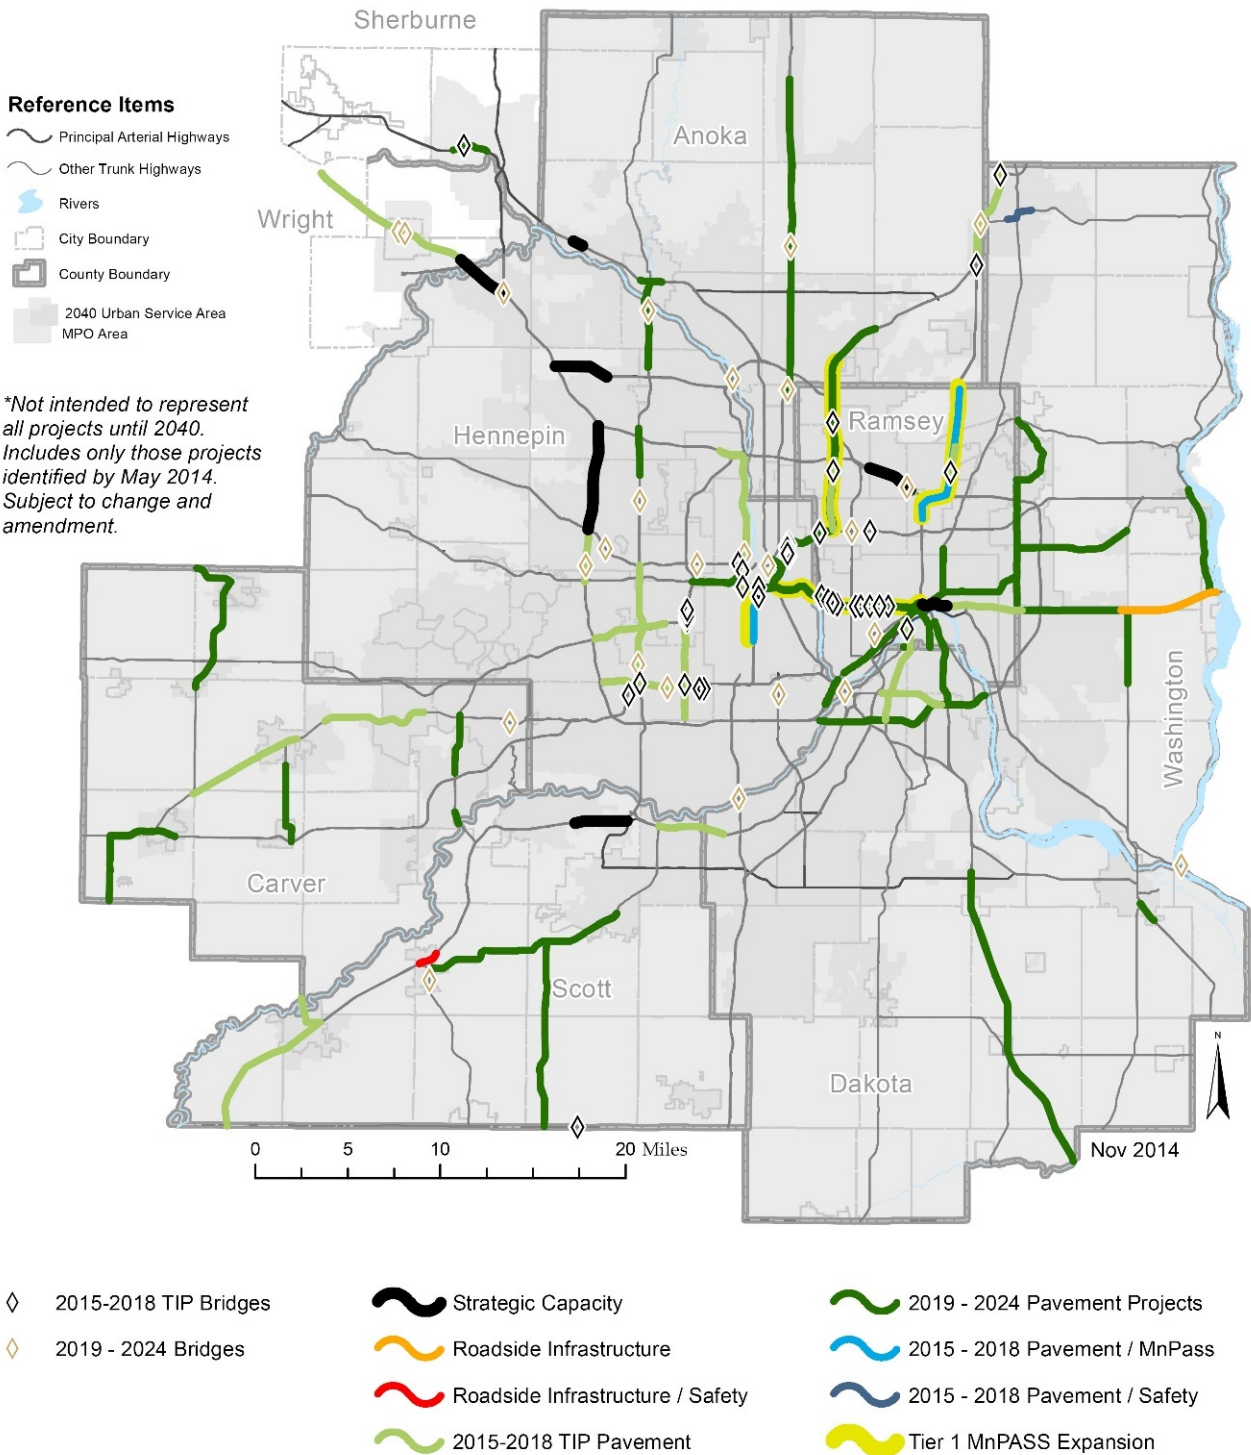 Sherburne
Reference Items
Principal Arterial Highways
Other Trunk Highways
Rivers
City Boundary
County Boundary
2040 Urban Service Area
MPO Area
Anoka
Wright
*Not intended to represent
all projects until 2040.
Includes only those projects
identified by May 2014.
Subject to change and
amendment.
Hennepin
Ramsey
Washington
Carver
Scott
Dakota
N
Nov 2014
0 5 10 20 Miles
2015-2018 TIP Bridges
2019 - 2024 Bridges
Strategic Capacity
Roadside Infrastructure
Roadside Infrastructure / Safety
2015-2018 TIP Pavement
2019 - 2024 Pavement Projects
2015 - 2018 Pavement / MnPass
2015 - 2018 Pavement / Safety
Tier 1 MnPASS Expansion